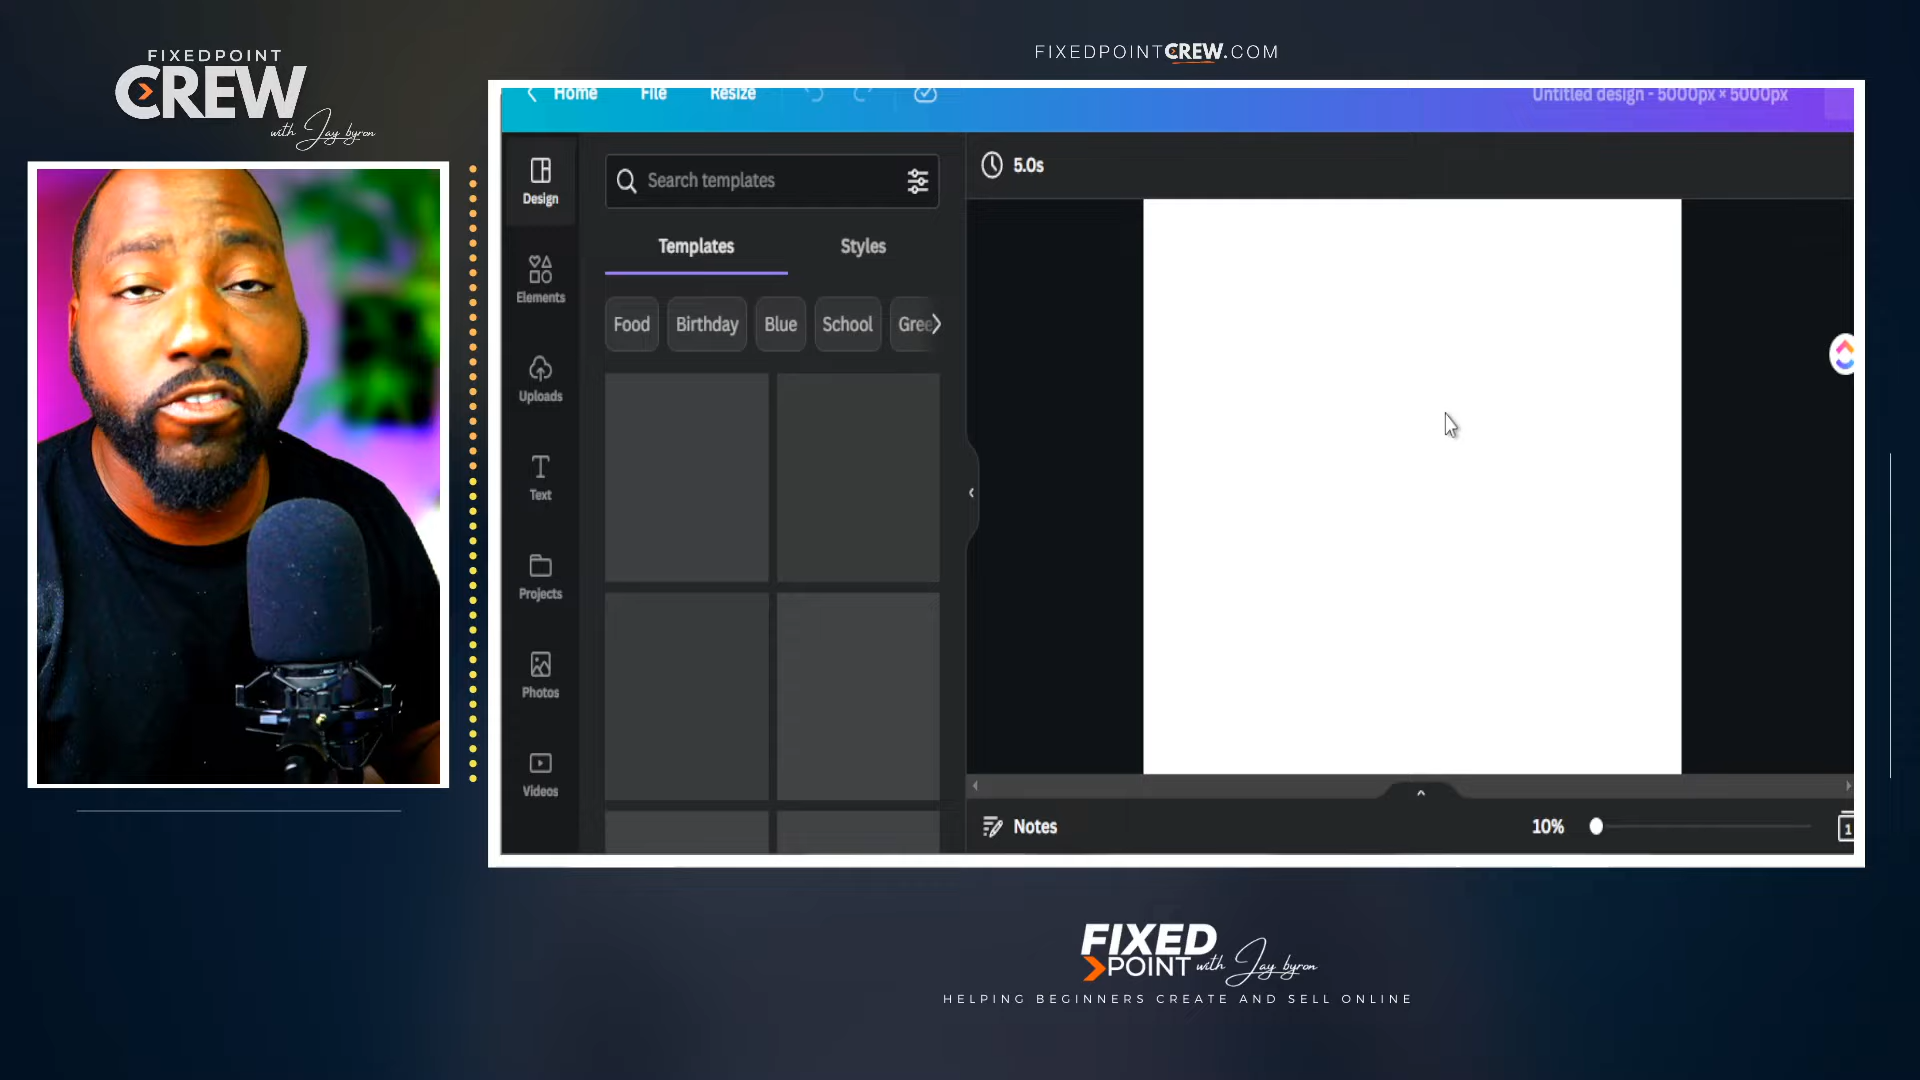 FIXEDPOINT
CREW
with Jay byron
FIXEDPOINTCREW.COM
Home File Resize
Untitled design - 5000px × 5000px
Design
Elements
Uploads
Text
Projects
Photos
Videos
Search templates
Templates Styles
Food Birthday Blue School Gree
5.0s
Notes
10%
1
FIXED
POINT with Jay byron
HELPING BEGINNERS CREATE AND SELL ONLINE